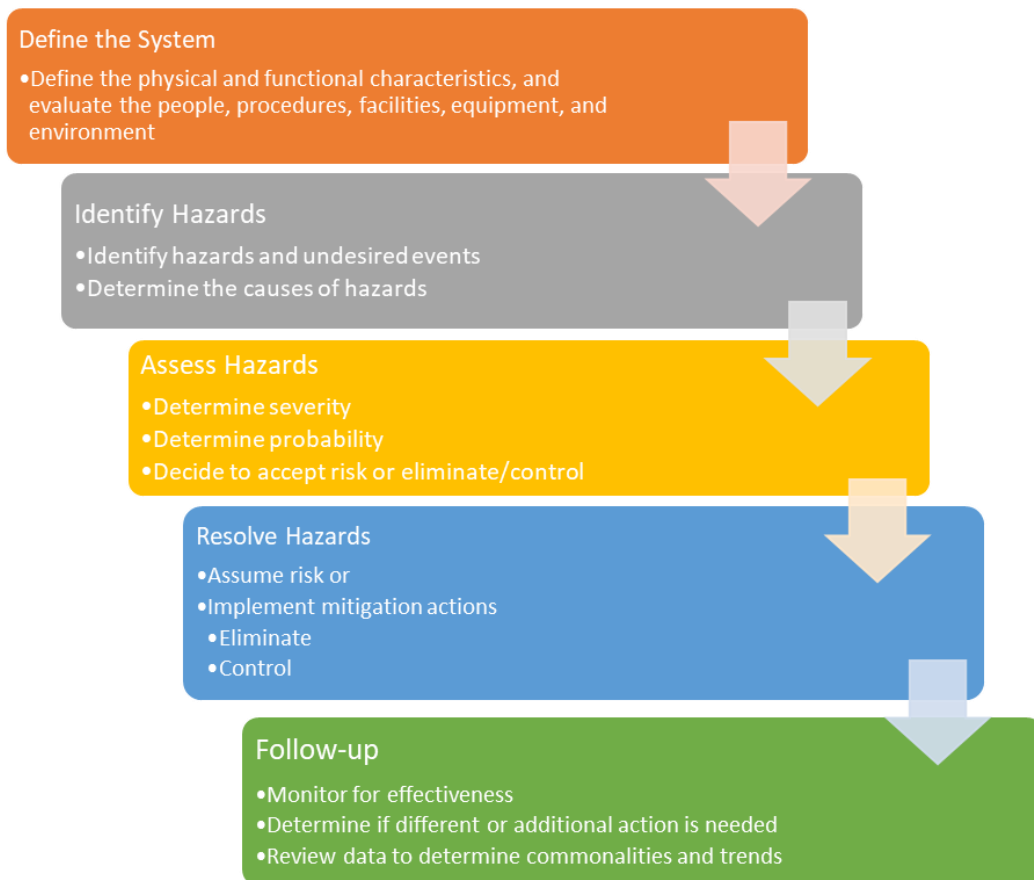 Define the System
•Define the physical and functional characteristics, and
evaluate the people, procedures, facilities, equipment, and
environment
Identify Hazards
•Identify hazards and undesired events
•Determine the causes of hazards
Assess Hazards
•Determine severity
•Determine probability
•Decide to accept risk or eliminate/control
Resolve Hazards
•Assume risk or
•Implement mitigation actions
•Eliminate
•Control
Follow-up
•Monitor for effectiveness
•Determine if different or additional action is needed
•Review data to determine commonalities and trends